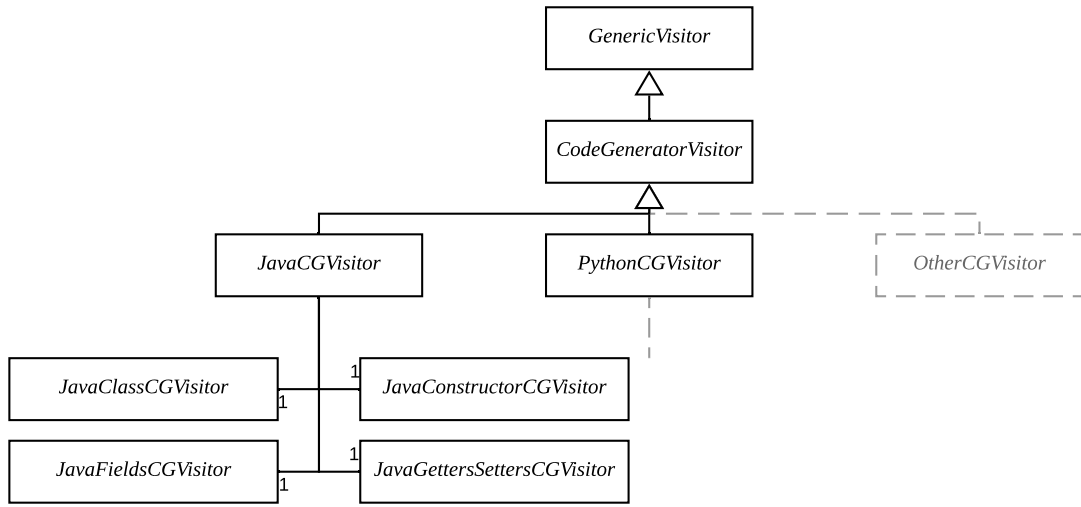 GenericVisitor
CodeGeneratorVisitor
JavaCGVisitor
PythonCGVisitor
OtherCGVisitor
JavaClassCGVisitor
1
1
JavaConstructorCGVisitor
JavaFieldsCGVisitor
1
1
JavaGettersSettersCGVisitor